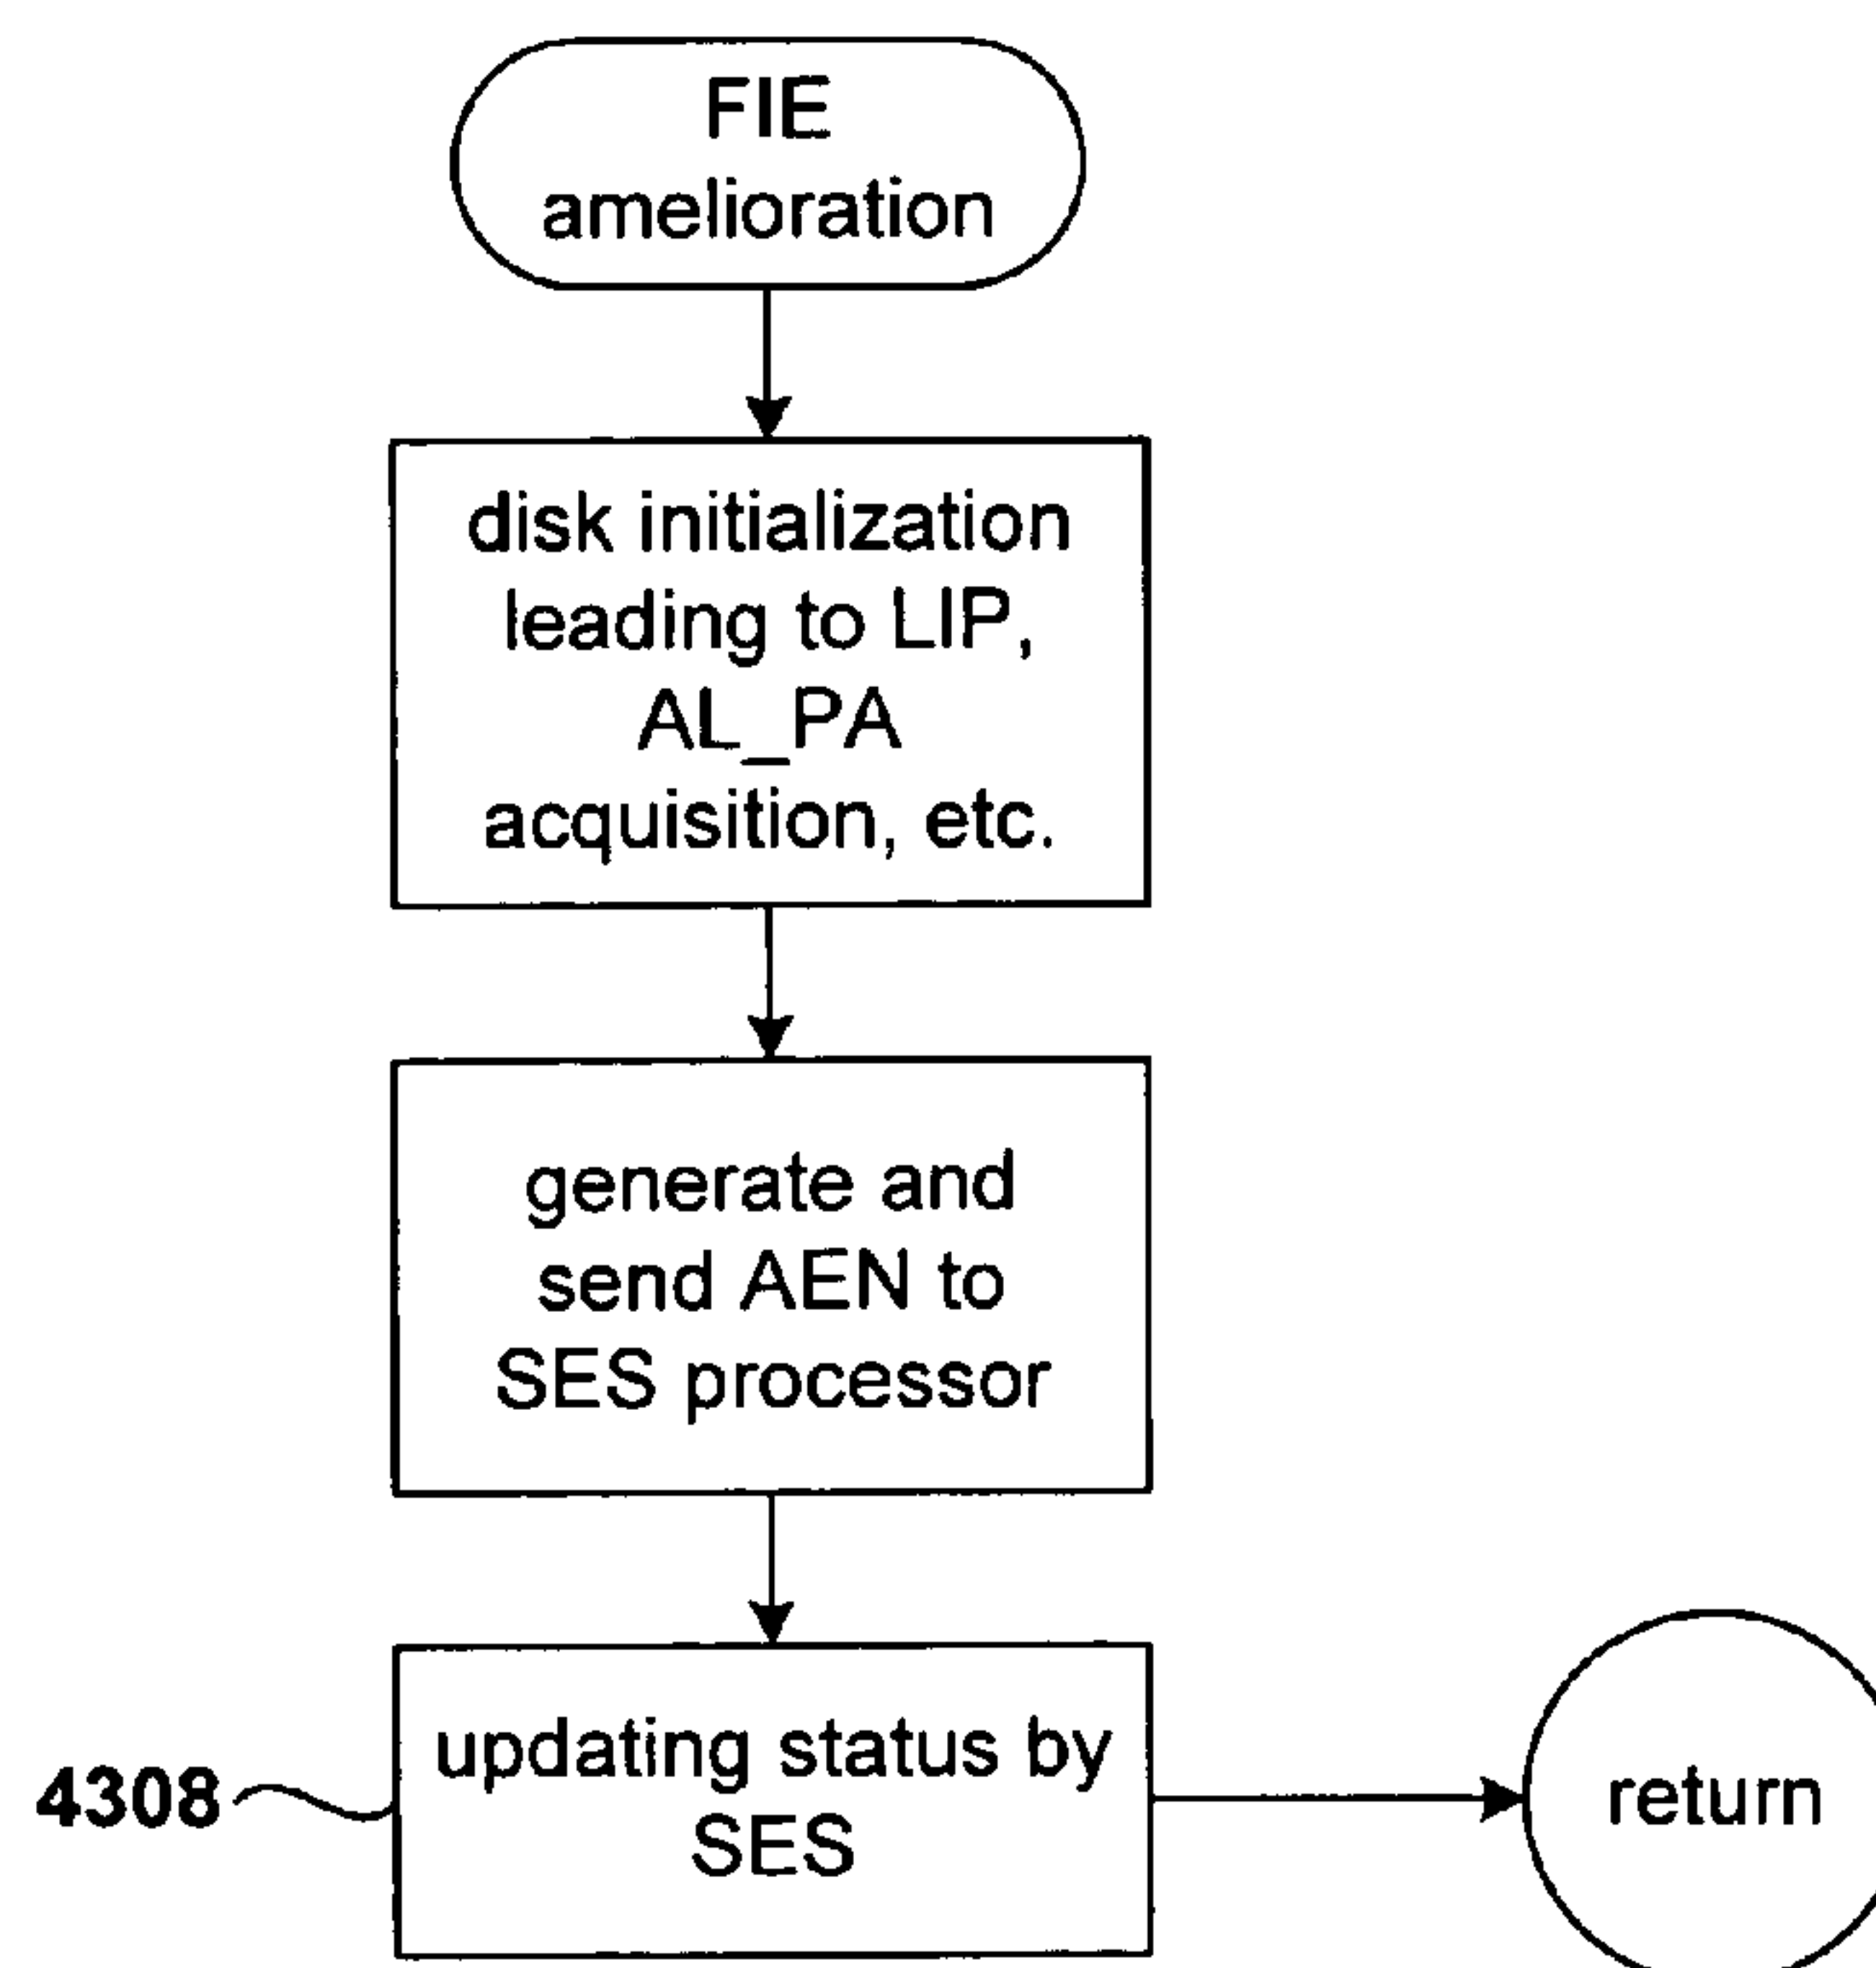 FIE
amelioration
disk initialization
leading to LIP,
AL_PA
acquisition, etc.
generate and
send AEN to
SES processor
updating status by
SES
4308
return